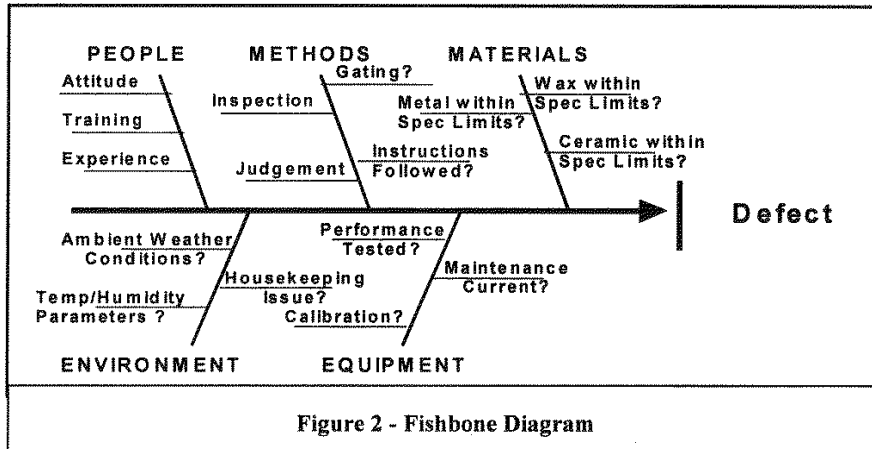 PEOPLE METHODS MATERIALS
Attitude
Training
Experience
Gating?
Inspection
Judgement
Instructions
Followed?
Wax within
Spec Limits?
Metal within
Spec Limits?
Ceramic within
Spec Limits?
Defect
Ambient Weather
Conditions?
Temp/Humidity
Parameters ?
Housekeeping
Issue?
Performance
Tested?
Maintenance
Current?
Calibration?
ENVIRONMENT EQUIPMENT
Figure 2 - Fishbone Diagram